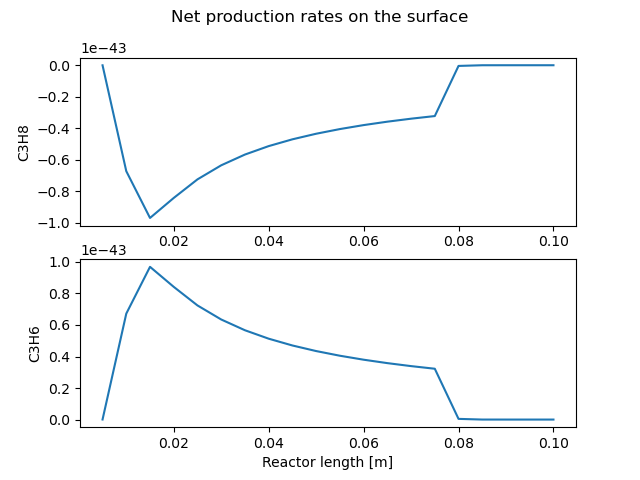 Net production rates on the surface
1e−43
0.0
−0.2
−0.4
−0.6
−0.8
−1.0
C3H8
0.02 0.04 0.06 0.08 0.10
1e−43
1.0
0.8
0.6
0.4
0.2
0.0
C3H6
0.02 0.04 0.06 0.08 0.10
Reactor length [m]